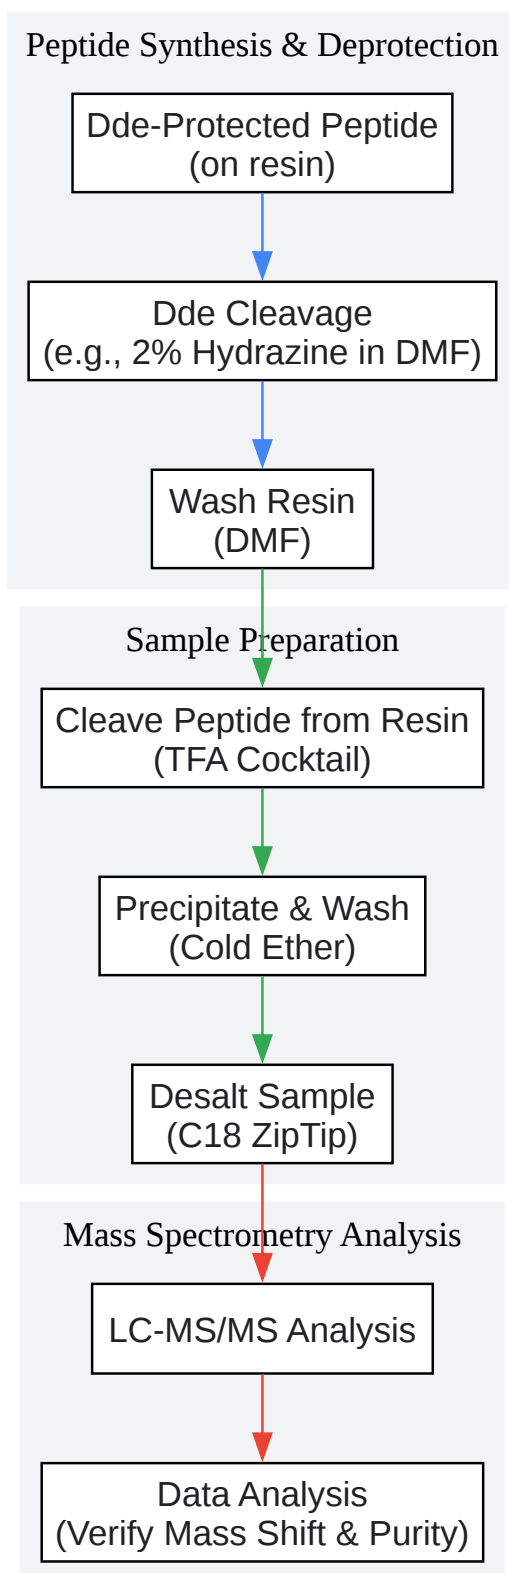 Peptide Synthesis & Deprotection
Dde-Protected Peptide
(on resin)
Dde Cleavage
(e.g., 2% Hydrazine in DMF)
Wash Resin
(DMF)
Sample Preparation
Cleave Peptide from Resin
(TFA Cocktail)
Precipitate & Wash
(Cold Ether)
Desalt Sample
(C18 ZipTip)
Mass Spectrometry Analysis
LC-MS/MS Analysis
Data Analysis
(Verify Mass Shift & Purity)